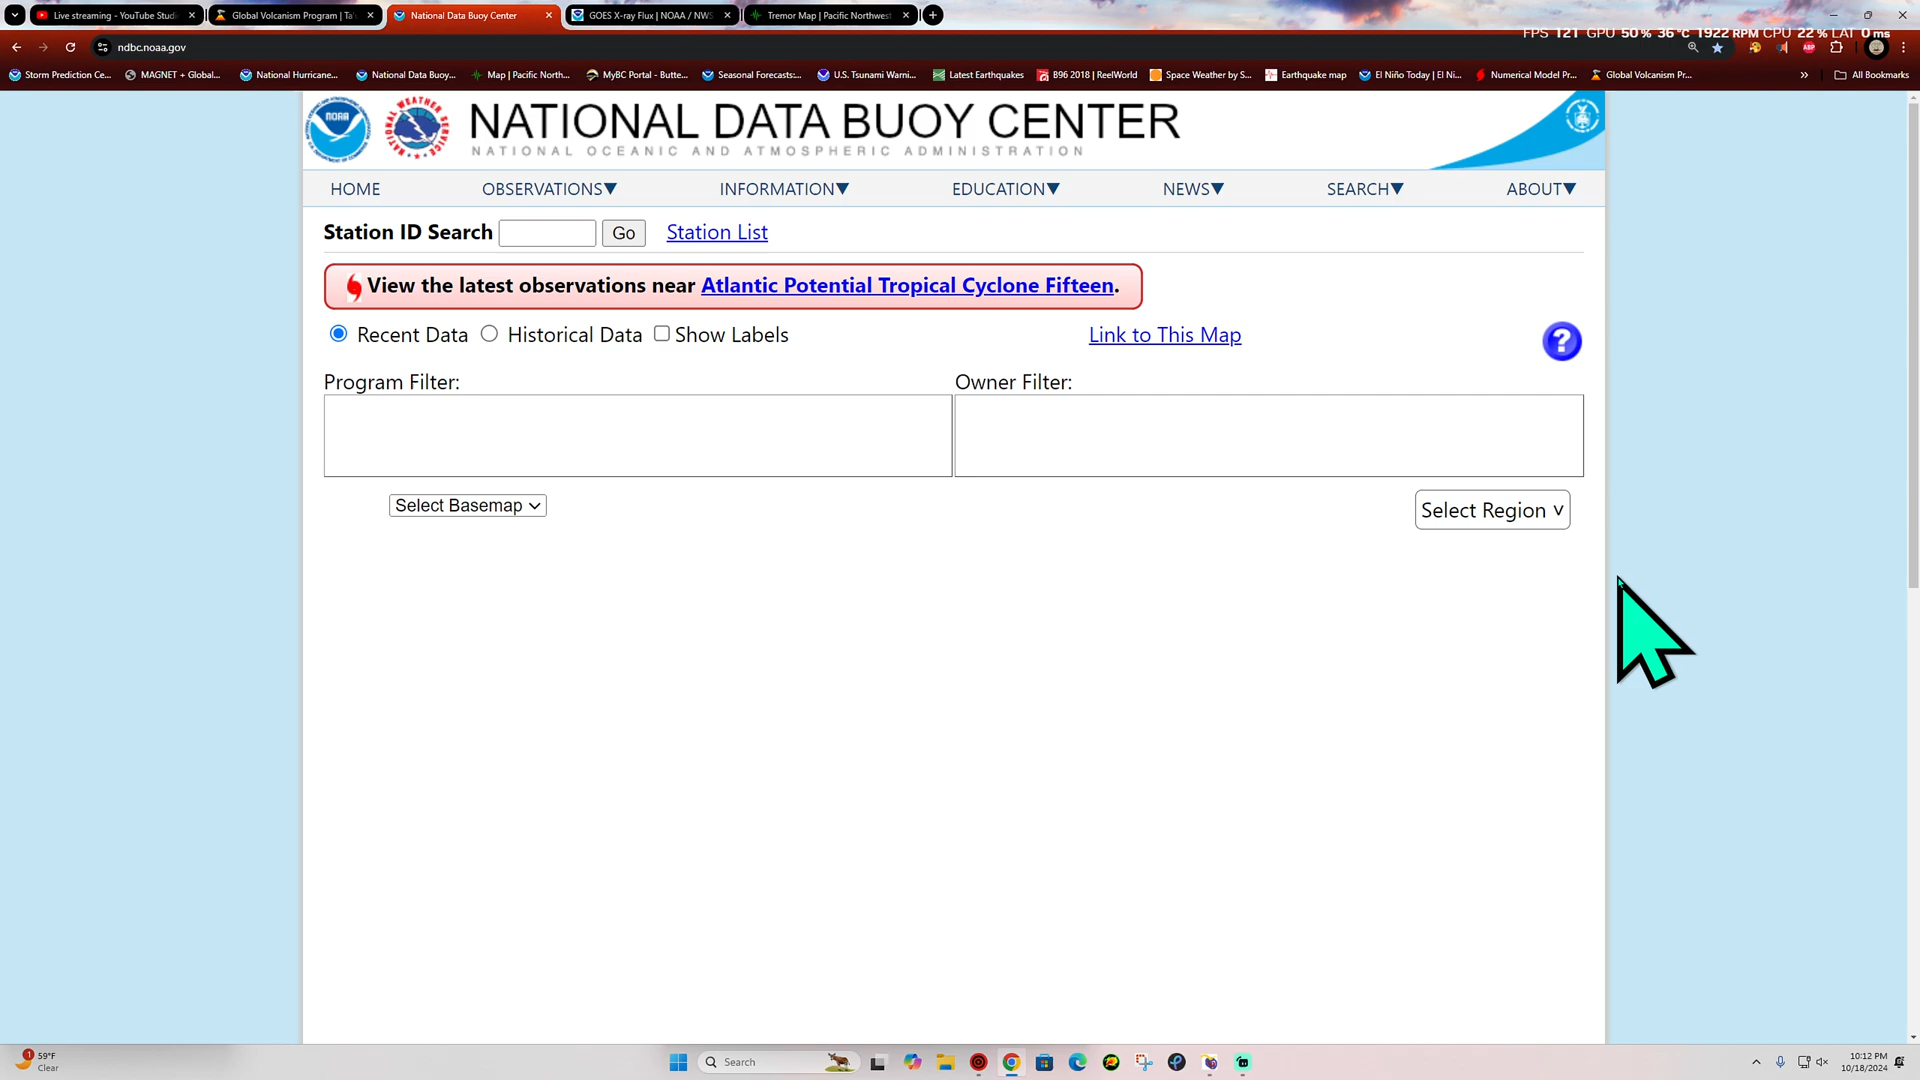 Live streaming - YouTube Studi
Global Volcanism Program | Ta'
National Data Buoy Center
GOES X-ray Flux | NOAA / NWS
Tremor Map | Pacific Northwest
FPS 121 GPU 50 % 36 °C 1922 RPM CPU 22 % LAT 0 ms
ndbc.noaa.gov
Storm Prediction Ce...
MAGNET + Global...
National Hurricane...
National Data Buoy...
Map | Pacific North...
MyBC Portal - Butte...
Seasonal Forecasts:...
U.S. Tsunami Warni...
Latest Earthquakes
B96 2018 | ReelWorld
Space Weather by S...
Earthquake map
El Niño Today | El Ni...
Numerical Model Pr...
Global Volcanism Pr...
All Bookmarks
NOAA
NATIONAL DATA BUOY CENTER
NATIONAL OCEANIC AND ATMOSPHERIC ADMINISTRATION
HOME OBSERVATIONS▼ INFORMATION▼ EDUCATION▼ NEWS▼ SEARCH▼ ABOUT▼
Station ID Search Go Station List
View the latest observations near Atlantic Potential Tropical Cyclone Fifteen.
Recent Data Historical Data Show Labels Link to This Map ?
Program Filter: Owner Filter:
Select Basemap Select Region v
1 59°F
Clear
Search
10:12 PM
10/18/2024